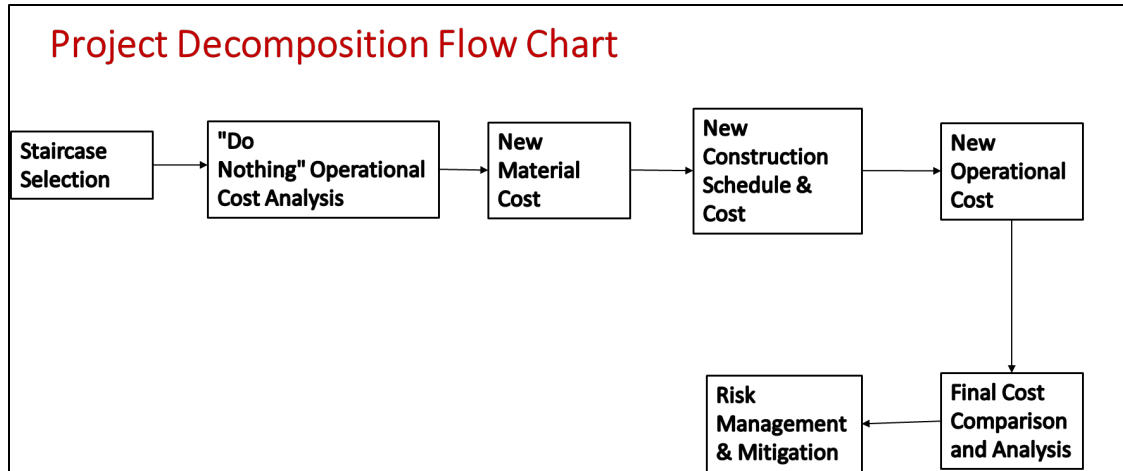 Project Decomposition Flow Chart
Staircase
Selection
"Do
Nothing" Operational
Cost Analysis
New
Material
Cost
New
Construction
Schedule &
Cost
New
Operational
Cost
Final Cost
Comparison
and Analysis
Risk
Management
& Mitigation